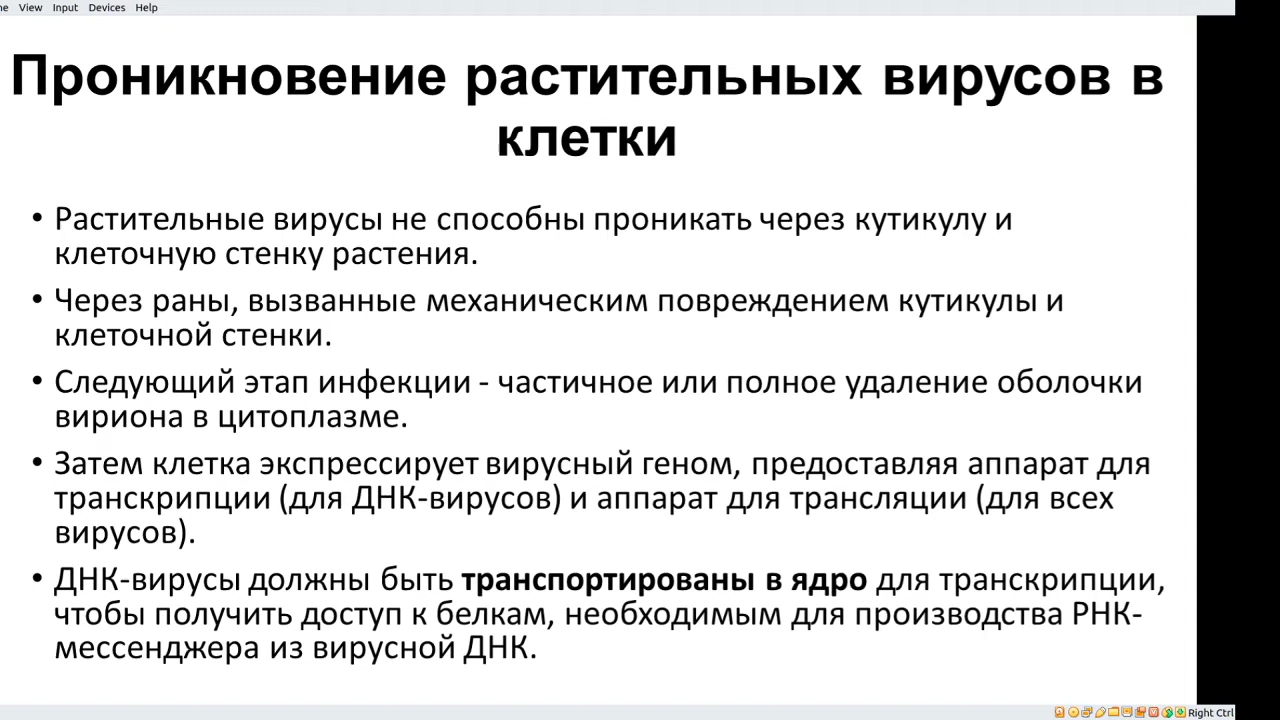 View Input Devices Help
Проникновение растительных вирусов в
клетки
• Растительные вирусы не способны проникать через кутикулу и
клеточную стенку растения.
• Через раны, вызванные механическим повреждением кутикулы и
клеточной стенки.
• Следующий этап инфекции - частичное или полное удаление оболочки
вириона в цитоплазме.
• Затем клетка экспрессирует вирусный геном, предоставляя аппарат для
транскрипции (для ДНК-вирусов) и аппарат для трансляции (для всех
вирусов).
• ДНК-вирусы должны быть транспортированы в ядро для транскрипции,
чтобы получить доступ к белкам, необходимым для производства РНК-
мессенджера из вирусной ДНК.
Right Ctrl